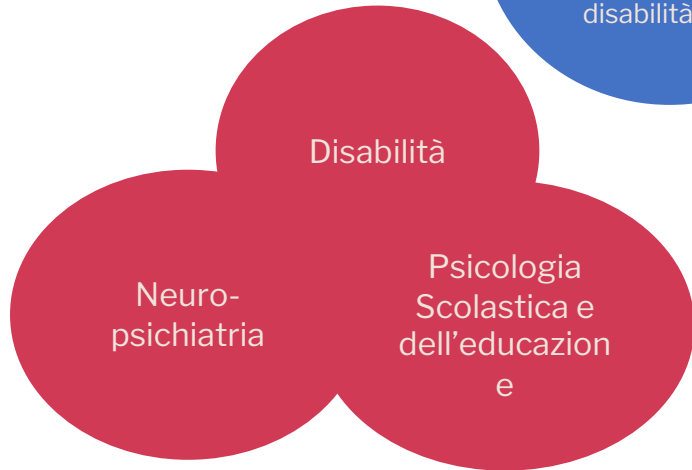 disabilità
Disabilità
Neuro-
psichiatria
Psicologia
Scolastica e
dell’educazion
e